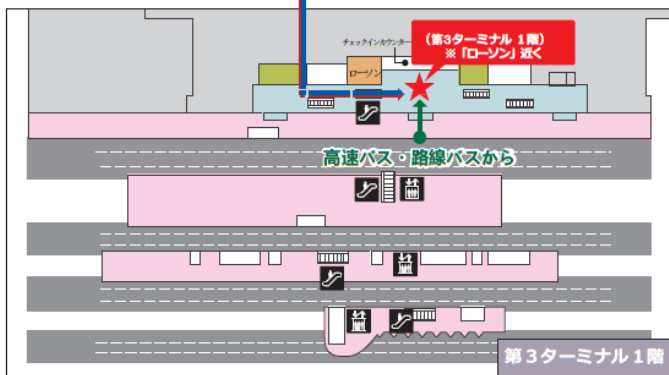 チェックインカウンター
(第3ターミナル 1階)
※「ローソン」近く
ローソン
高速バス・路線バスから
第3ターミナル1階